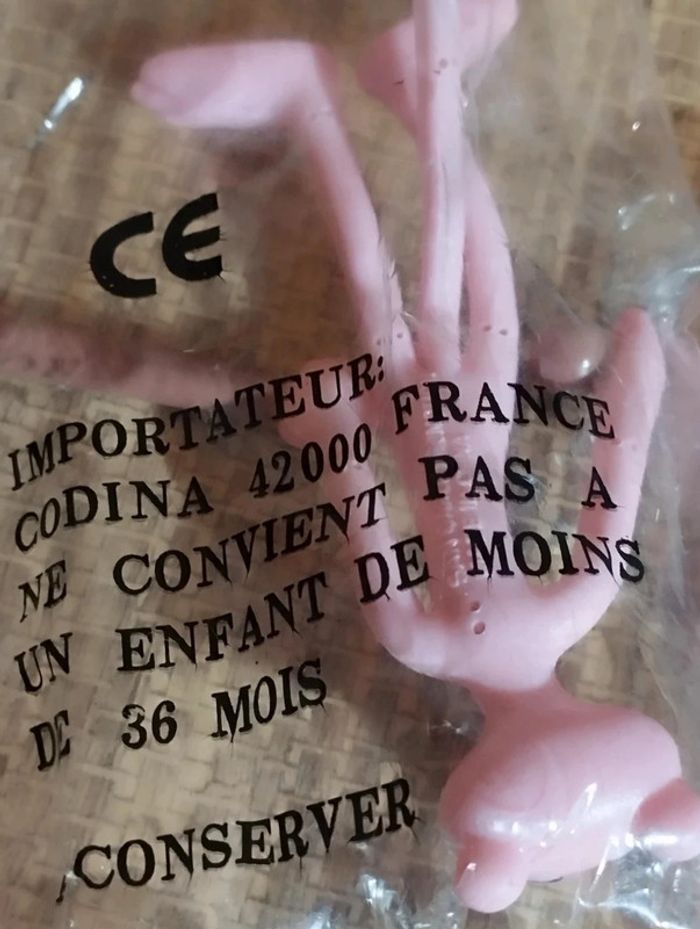 CE
IMPORTATEUR:
CODINA 42000 FRANCE
NE CONVIENT PAS A
UN ENFANT DE MOINS
DE 36 MOIS
CONSERVER